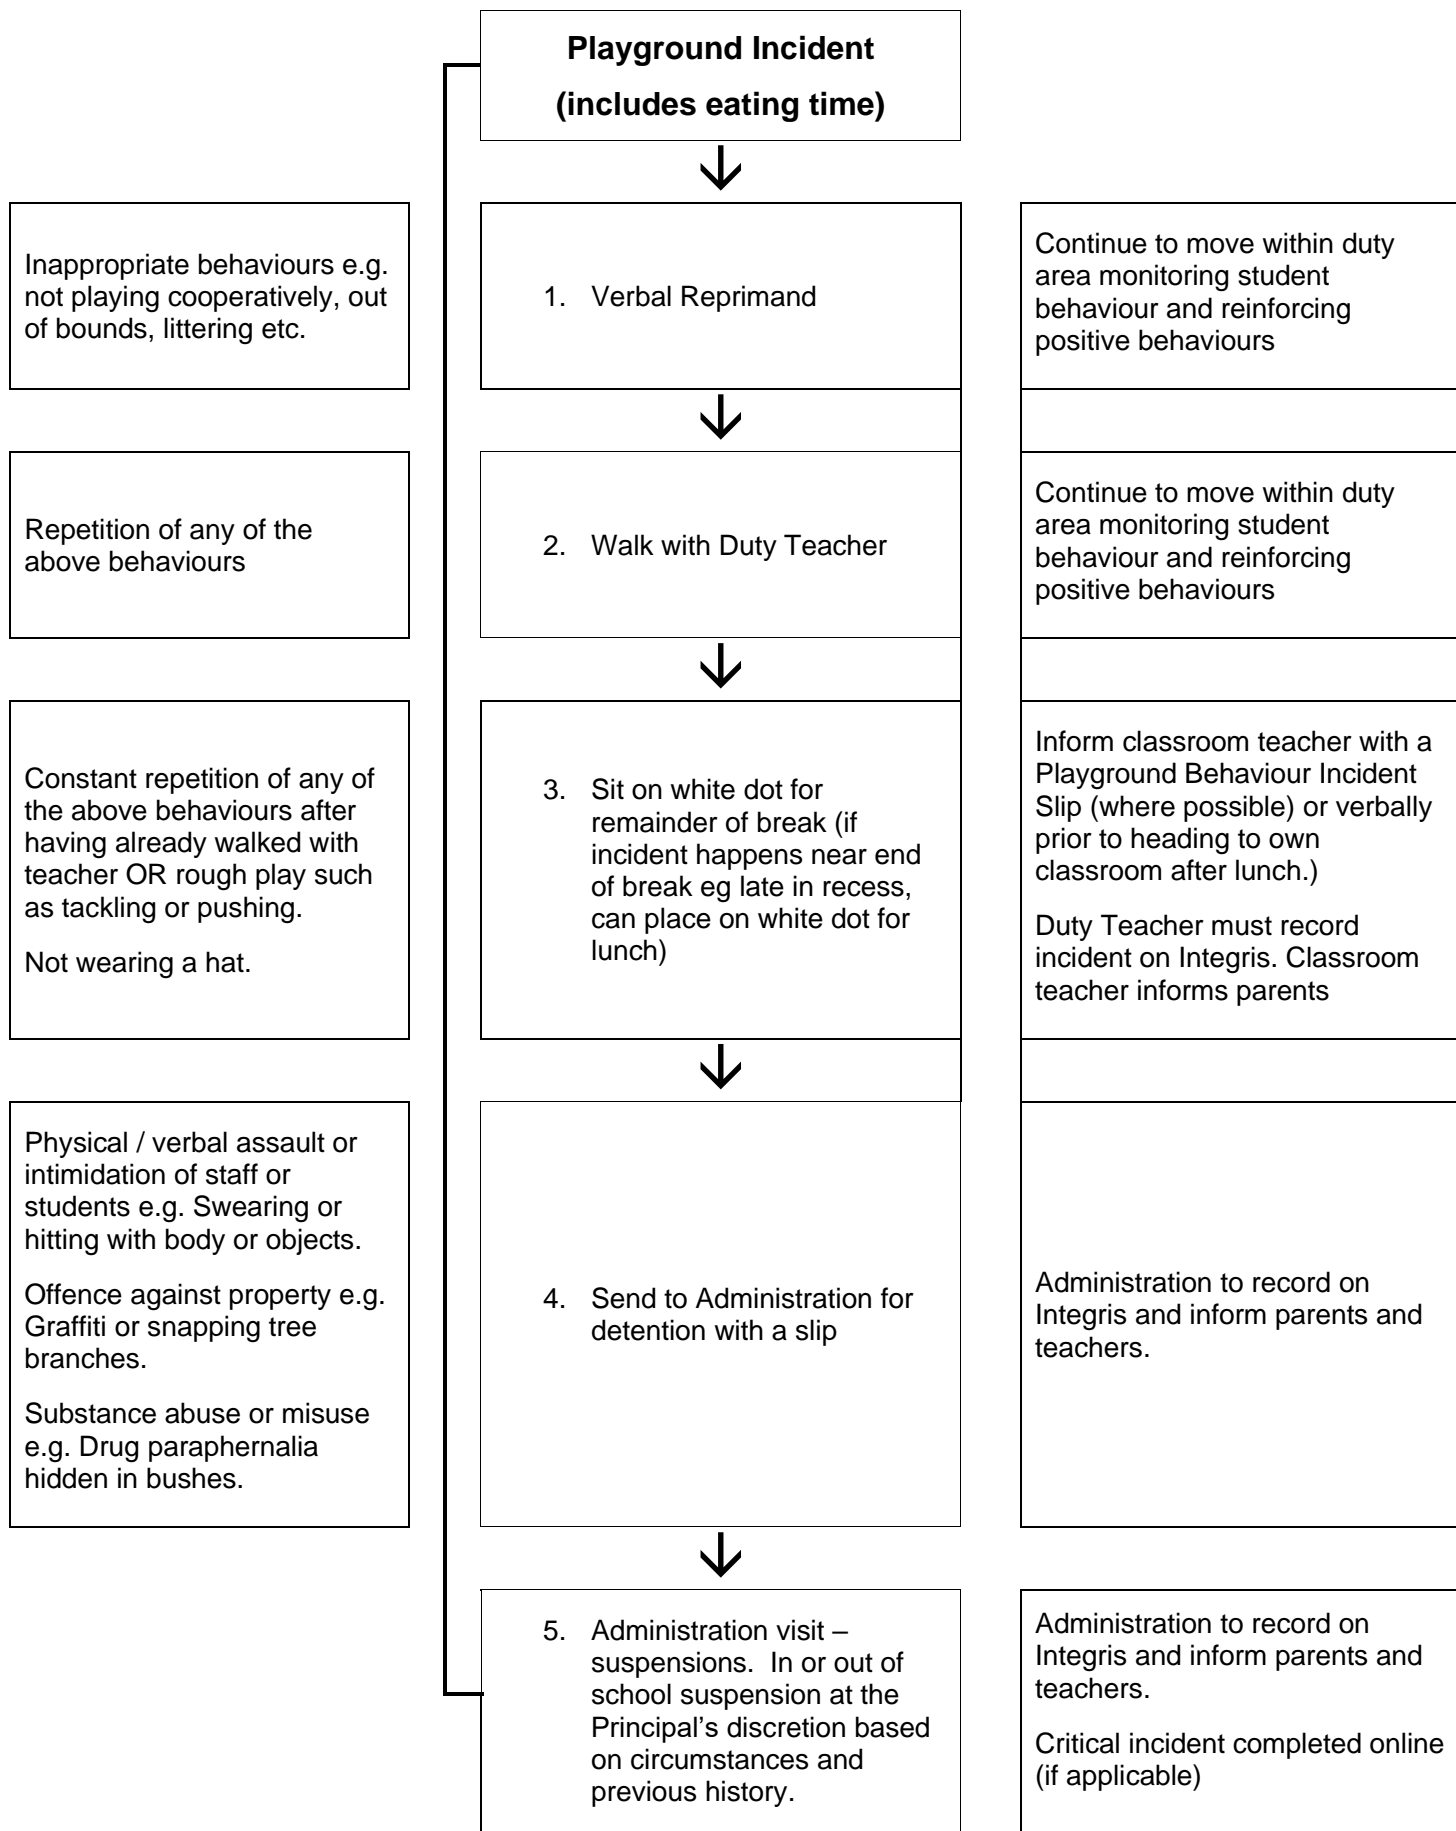 Playground Incident
(includes eating time)
Inappropriate behaviours e.g.
not playing cooperatively, out
of bounds, littering etc.
1. Verbal Reprimand
Continue to move within duty
area monitoring student
behaviour and reinforcing
positive behaviours
Repetition of any of the
above behaviours
2. Walk with Duty Teacher
Continue to move within duty
area monitoring student
behaviour and reinforcing
positive behaviours
Constant repetition of any of
the above behaviours after
having already walked with
teacher OR rough play such
as tackling or pushing.
Not wearing a hat.
3. Sit on white dot for
remainder of break (if
incident happens near end
of break eg late in recess,
can place on white dot for
lunch)
Inform classroom teacher with a
Playground Behaviour Incident
Slip (where possible) or verbally
prior to heading to own
classroom after lunch.)
Duty Teacher must record
incident on Integris. Classroom
teacher informs parents
Physical / verbal assault or
intimidation of staff or
students e.g. Swearing or
hitting with body or objects.
Offence against property e.g.
Graffiti or snapping tree
branches.
Substance abuse or misuse
e.g. Drug paraphernalia
hidden in bushes.
4. Send to Administration for
detention with a slip
Administration to record on
Integris and inform parents and
teachers.
5. Administration visit –
suspensions. In or out of
school suspension at the
Principal’s discretion based
on circumstances and
previous history.
Administration to record on
Integris and inform parents and
teachers.
Critical incident completed online
(if applicable)